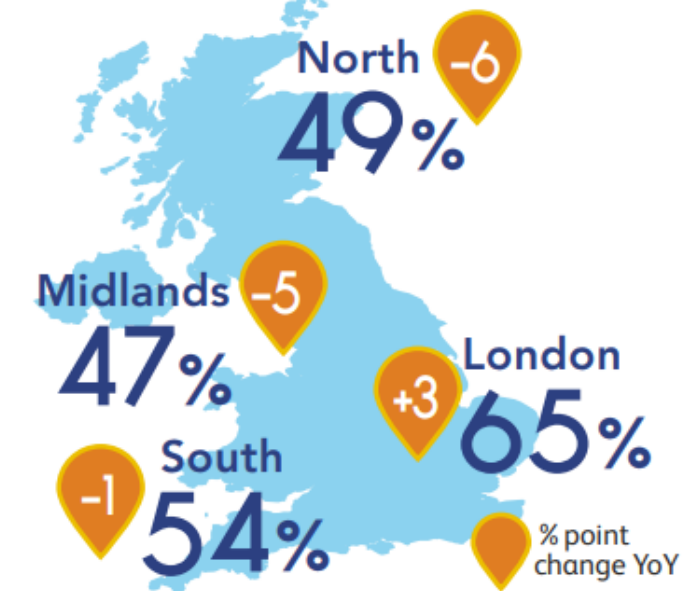 North
-6
49%
Midlands
-5
47%
London
+3
65%
South
-1
54%
% point
change YoY